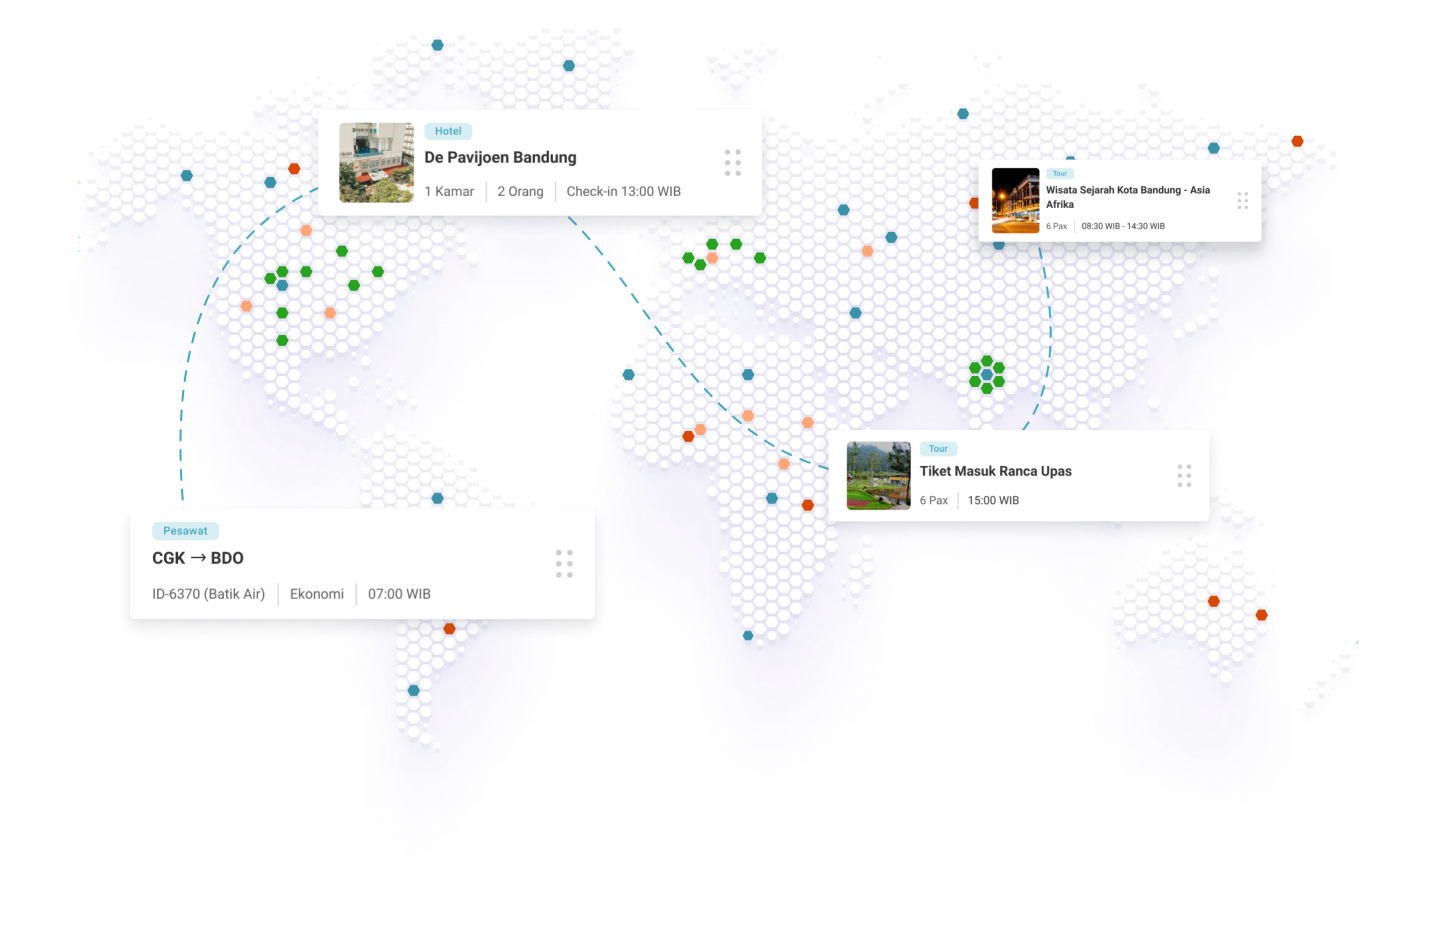 Hotel
De Pavijoen Bandung
1 Kamar
2 Orang
Check-in 13:00 WIB
Tour
Wisata Sejarah Kota Bandung - Asia
Afrika
6 Pax
08:30 WIB - 14:30 WIB
Tour
Tiket Masuk Ranca Upas
6 Pax
15:00 WIB
Pesawat
CGK → BDO
ID-6370 (Batik Air)
Ekonomi
07:00 WIB